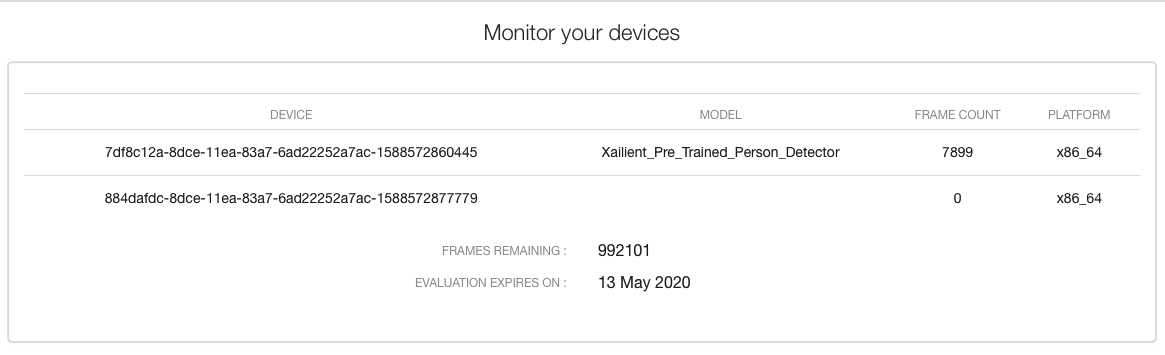 Monitor your devices
DEVICE MODEL FRAME COUNT PLATFORM
7df8c12a-8dce-11ea-83a7-6ad22252a7ac-1588572860445 Xailient_Pre_Trained_Person_Detector 7899 x86_64
884dafdc-8dce-11ea-83a7-6ad22252a7ac-1588572877779 0 x86_64
FRAMES REMAINING : 992101
EVALUATION EXPIRES ON : 13 May 2020